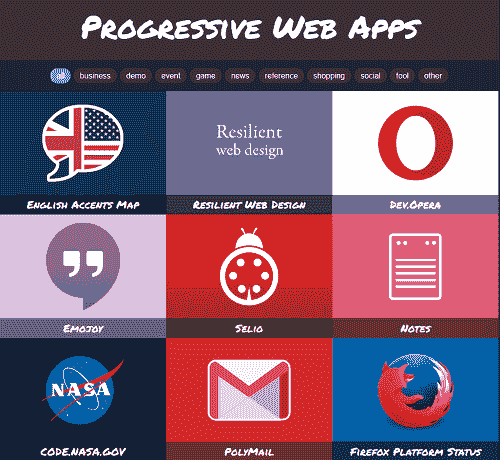 Progressive Web Apps
business demo event game news reference shopping social tool other
Resilient
web design
English Accents Map Resilient Web Design Dev.Opera
Emojoy Selio Notes
NASA
code.nasa.gov PolyMail Firefox Platform Status